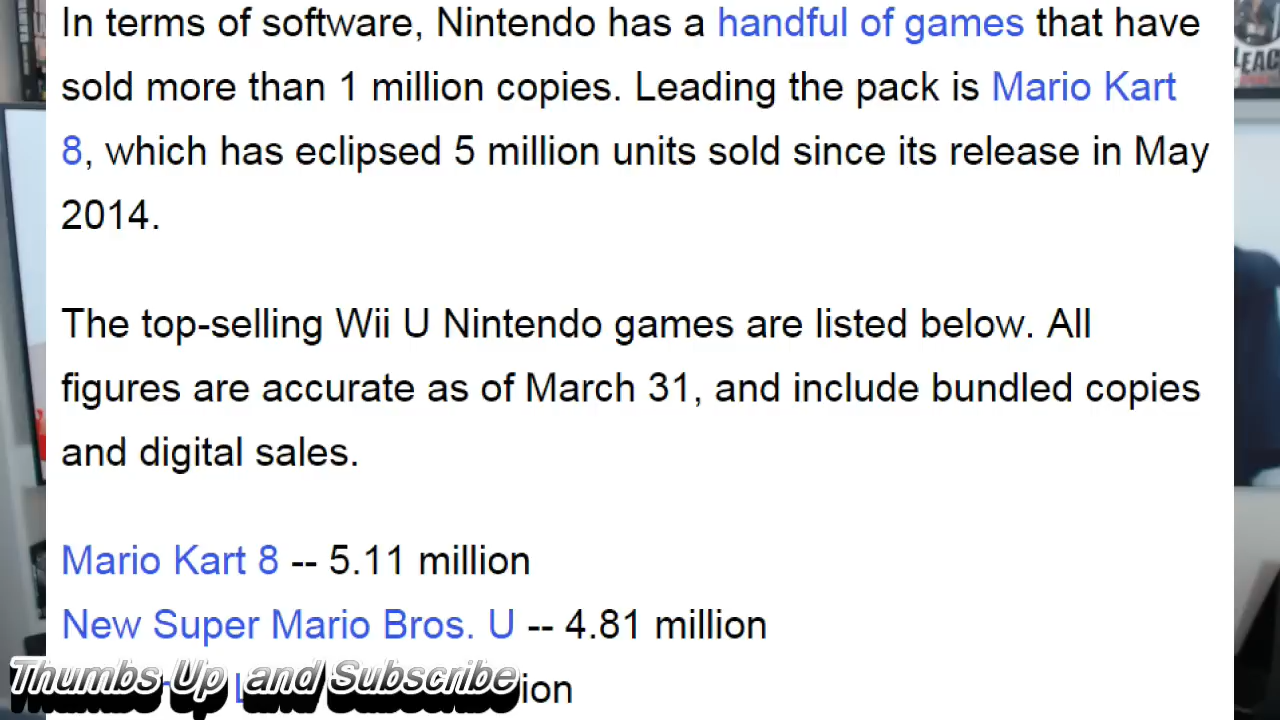 In terms of software, Nintendo has a handful of games that have
sold more than 1 million copies. Leading the pack is Mario Kart
8, which has eclipsed 5 million units sold since its release in May
2014.
The top-selling Wii U Nintendo games are listed below. All
figures are accurate as of March 31, and include bundled copies
and digital sales.
Mario Kart 8 -- 5.11 million
New Super Mario Bros. U -- 4.81 million
Thumbs Up and Subscribe